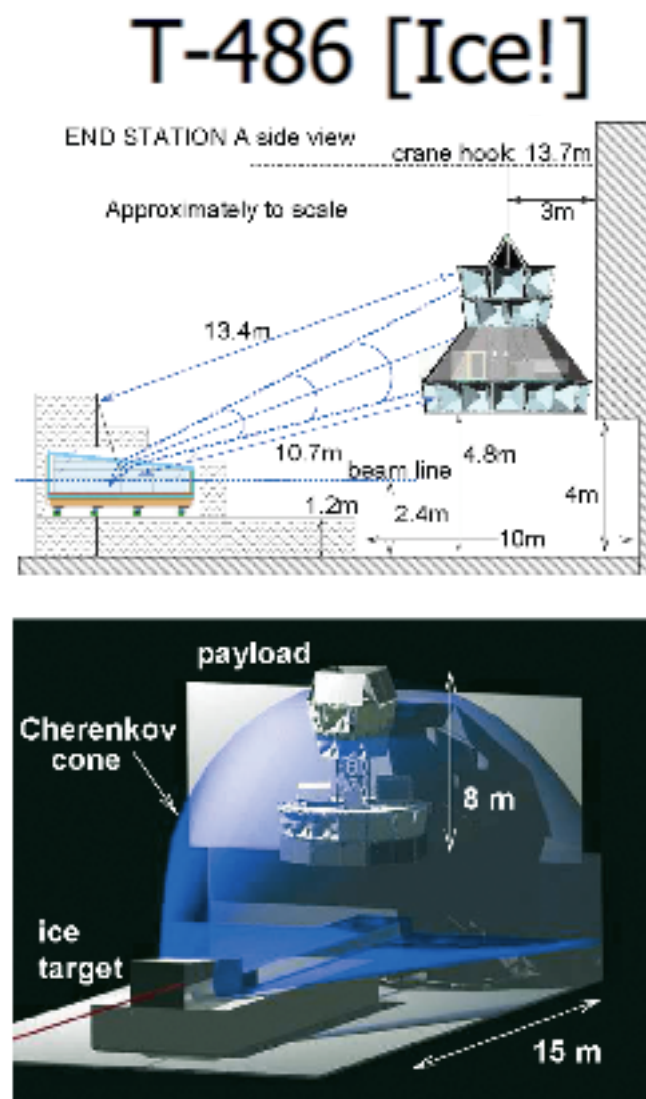 T-486 [Ice!]
END STATION A side view
crane hook: 13.7m
Approximately to scale
3m
13.4m
10.7m
beam line
4.8m
1.2m
2.4m
4m
10m
payload
Cherenkov
cone
8 m
ice
target
15 m